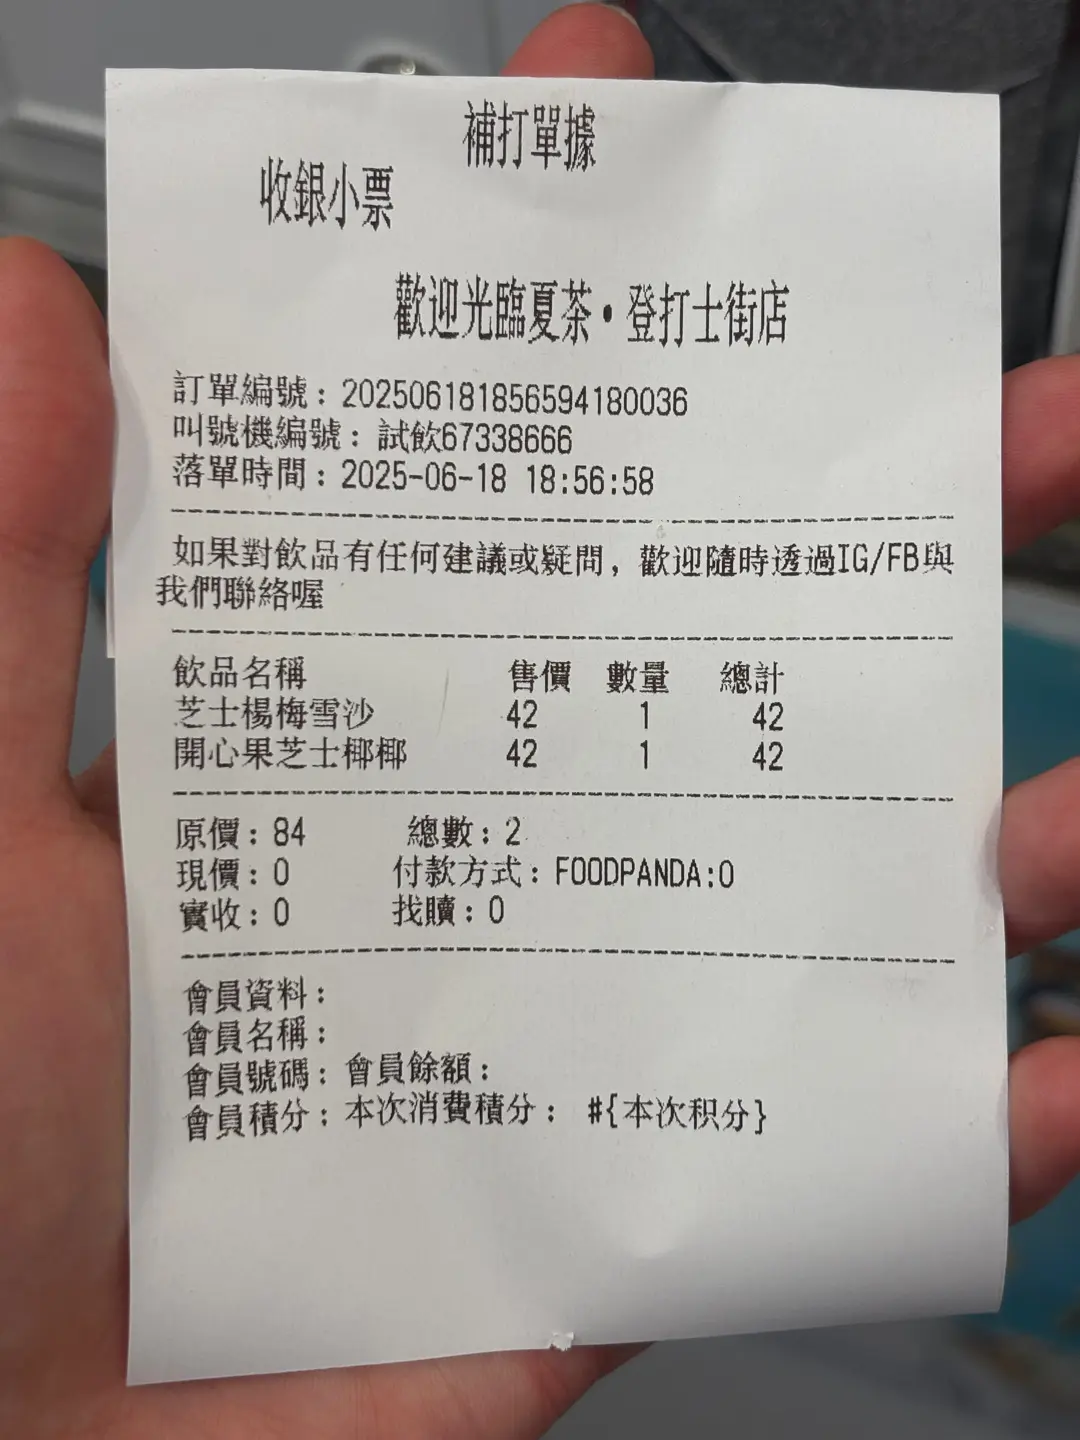 補打單據
收銀小票
歡迎光臨夏茶•登打士街店
訂單編號：2025061818565941​80036
叫號機編號：試飲67338666
落單時間：2025-06-18 18:56:58
如果對飲品有任何建議或疑問，歡迎隨時透過IG/FB與
我們聯絡喔
飲品名稱 售價 數量 總計
芝士楊梅雪沙 42 1 42
開心果芝士椰椰 42 1 42
原價：84 總數：2
現價：0 付款方式：FOODPANDA:0
實收：0 找贖：0
會員資料：
會員名稱：
會員號碼：會員餘額：
會員積分；本次消費積分： #{本次积分}